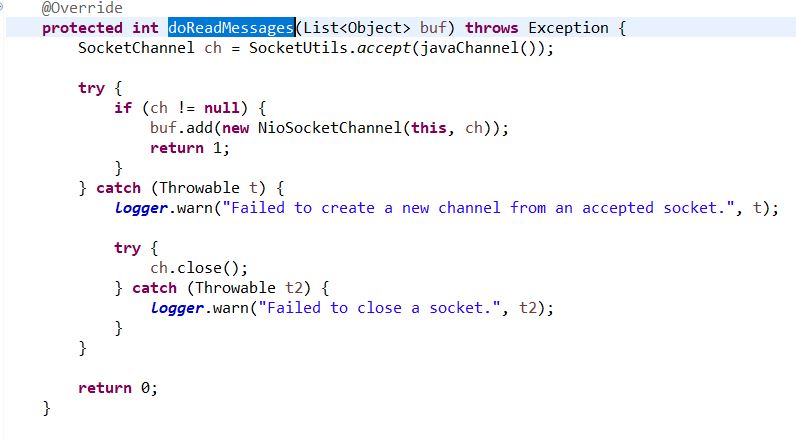 @Override
protected int doReadMessages(List<Object> buf) throws Exception {
SocketChannel ch = SocketUtils.accept(javaChannel());
try {
if (ch != null) {
buf.add(new NioSocketChannel(this, ch));
return 1;
}
} catch (Throwable t) {
logger.warn("Failed to create a new channel from an accepted socket.", t);
try {
ch.close();
} catch (Throwable t2) {
logger.warn("Failed to close a socket.", t2);
}
}
return 0;
}